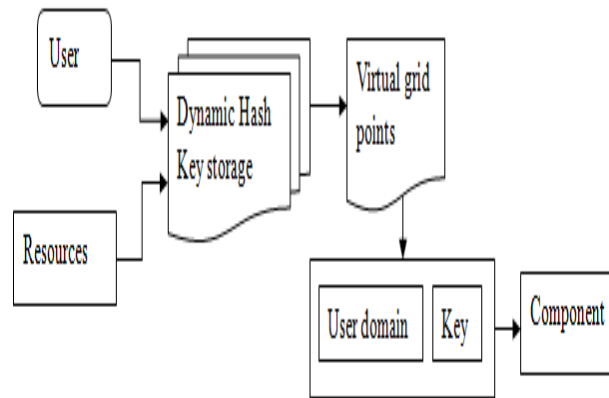 User
Dynamic Hash
Key storage
Virtual grid
points
Resources
User domain
Key
Component